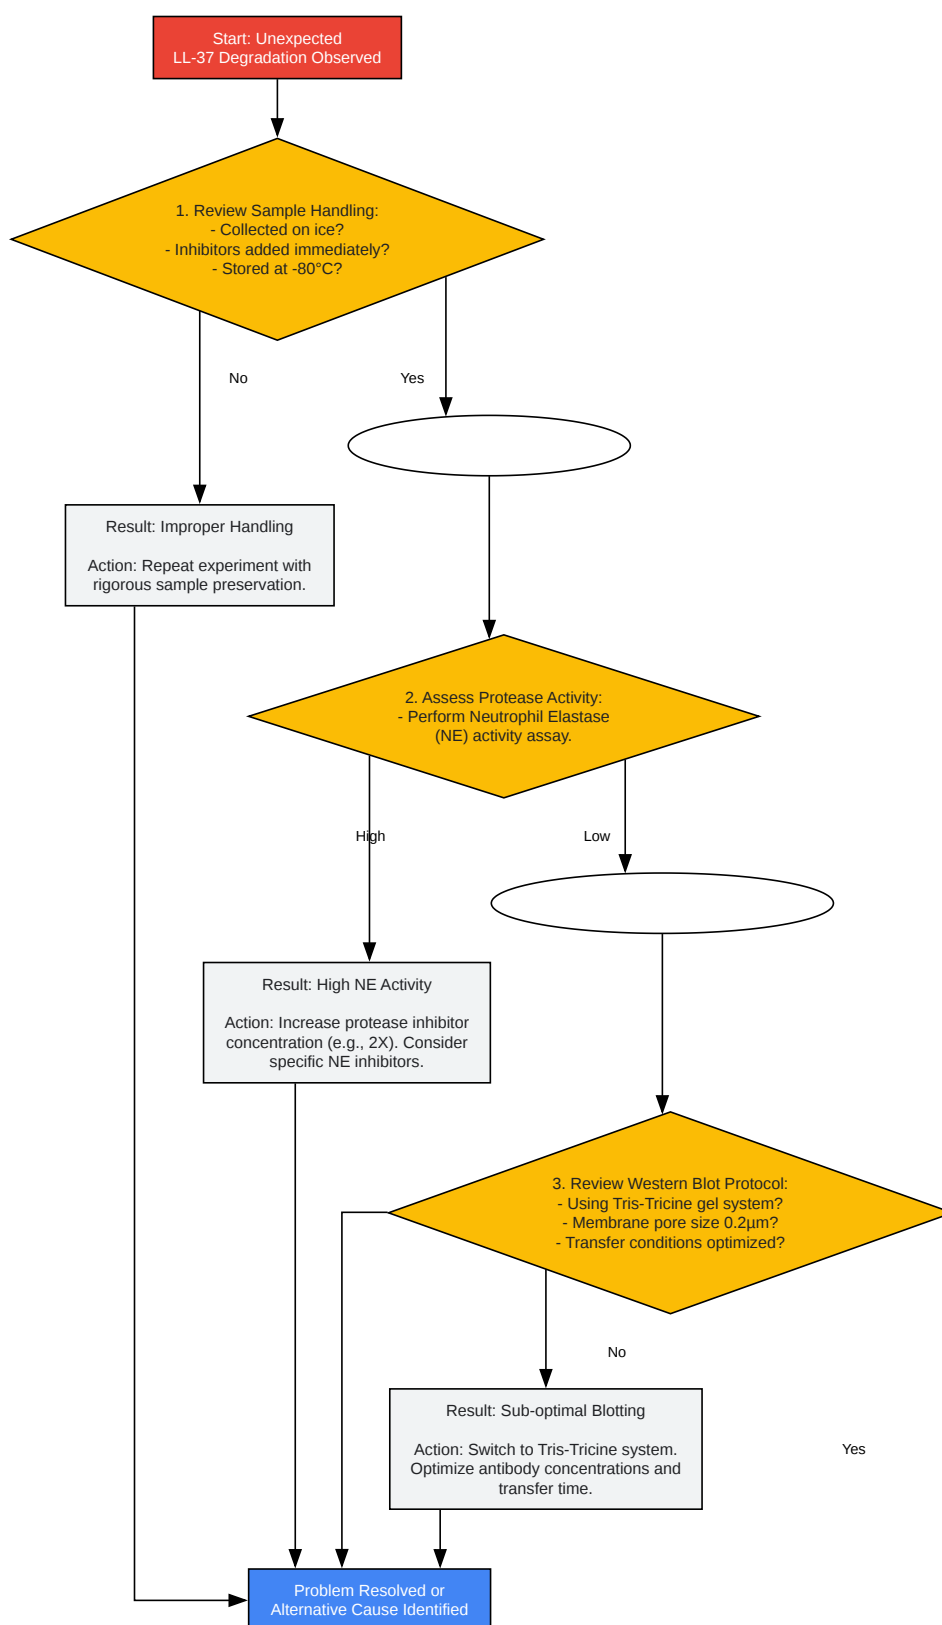 Start: Unexpected
LL-37 Degradation Observed
1. Review Sample Handling:
- Collected on ice?
- Inhibitors added immediately?
- Stored at -80°C?
No
Yes
Result: Improper Handling
Action: Repeat experiment with
rigorous sample preservation.
2. Assess Protease Activity:
- Perform Neutrophil Elastase
(NE) activity assay.
High
Low
Result: High NE Activity
Action: Increase protease inhibitor
concentration (e.g., 2X). Consider
specific NE inhibitors.
3. Review Western Blot Protocol:
- Using Tris-Tricine gel system?
- Membrane pore size 0.2µm?
- Transfer conditions optimized?
No
Result: Sub-optimal Blotting
Action: Switch to Tris-Tricine system.
Optimize antibody concentrations and
transfer time.
Yes
Problem Resolved or
Alternative Cause Identified